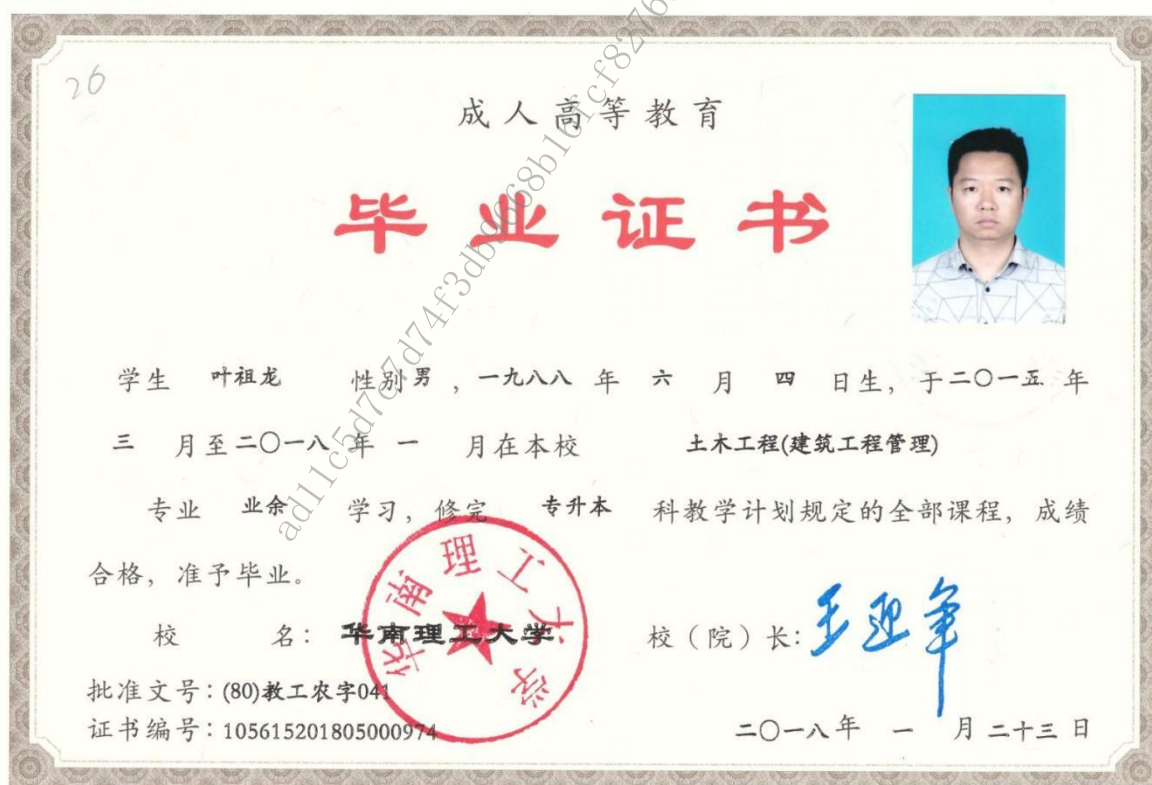 26
成人高等教育
毕业证书
学生 叶祖龙 性别 男 ，一九八八 年 六 月 四 日生，于二〇一五 年
三 月至二〇一八 年 一 月在本校 土木工程(建筑工程管理)
专业 业余 学习，修完 专升本 科教学计划规定的全部课程，成绩
合格，准予毕业。
校 名：华南理工大学 校（院）长：王迎军
批准文号：(80)教工农字041
证书编号：105615201805000974
二〇一八年 一 月 二十三 日
华南理工大学